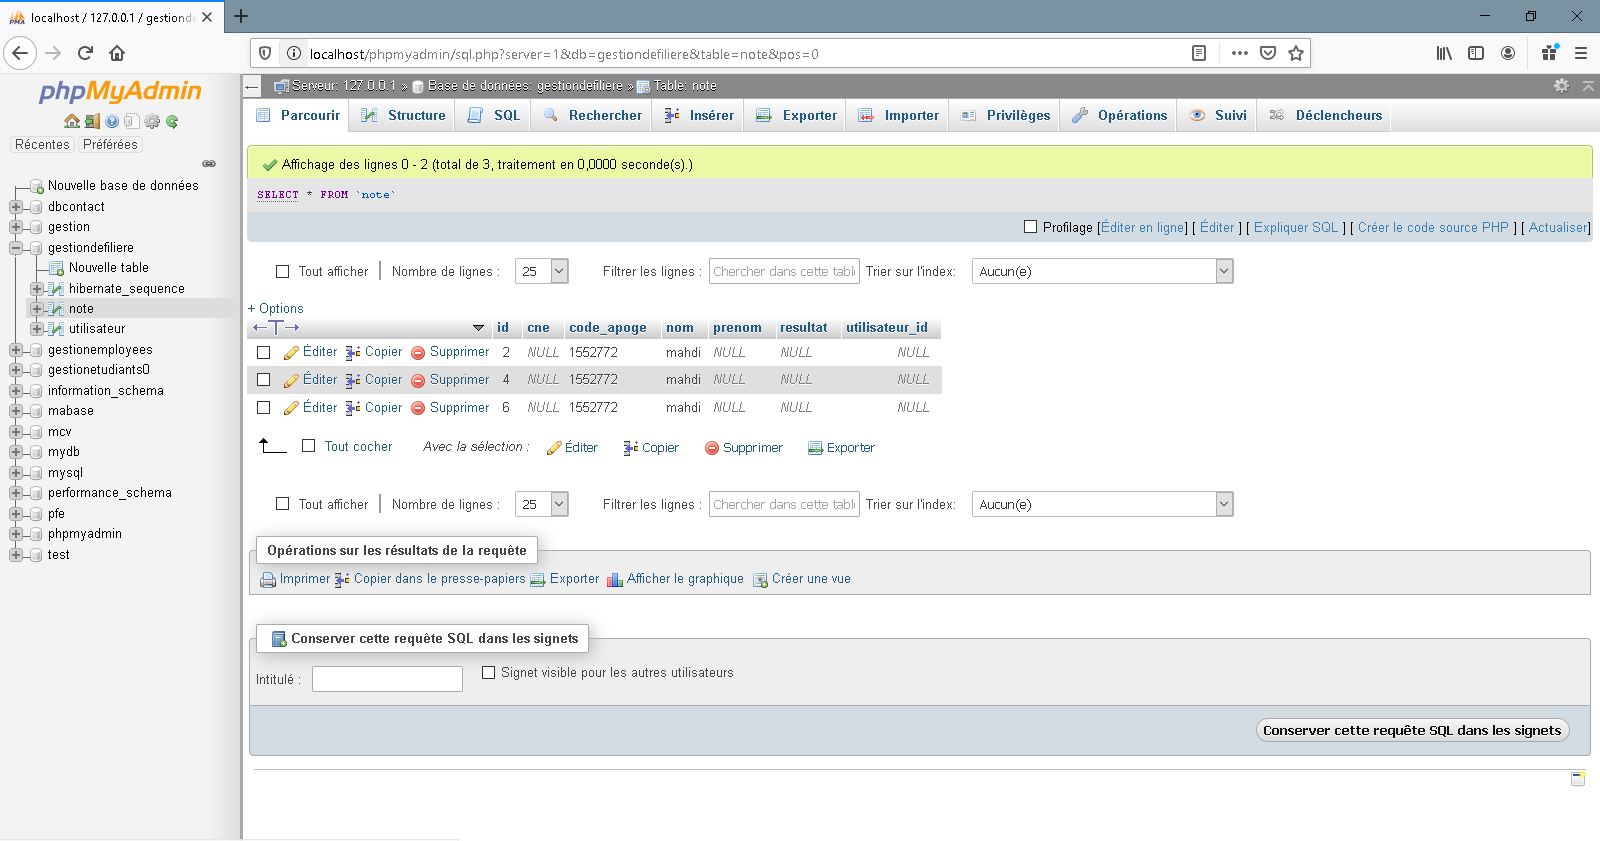 localhost / 127.0.0.1 / gestionde
localhost/phpmyadmin/sql.php?server=1&db=gestiondefiliere&table=note&pos=0
phpMyAdmin
Récentes Préférées
Nouvelle base de données
dbcontact
gestion
gestiondefiliere
Nouvelle table
hibernate_sequence
note
utilisateur
gestionemployees
gestionetudiants0
information_schema
mabase
mcv
mydb
mysql
performance_schema
pfe
phpmyadmin
test
Serveur: 127.0.0.1 » Base de données: gestiondefiliere » Table: note
Parcourir Structure SQL Rechercher Insérer Exporter Importer Privilèges Opérations Suivi Déclencheurs
Affichage des lignes 0 - 2 (total de 3, traitement en 0,0000 seconde(s).)
SELECT * FROM `note`
Profilage [Éditer en ligne] [ Éditer ] [ Expliquer SQL ] [ Créer le code source PHP ] [ Actualiser]
Tout afficher | Nombre de lignes : 25 Filtrer les lignes : Chercher dans cette tabl Trier sur l'index: Aucun(e)
+ Options
←T→ id cne code_apoge nom prenom resultat utilisateur_id
Éditer Copier Supprimer 2 NULL 1552772 mahdi NULL NULL NULL
Éditer Copier Supprimer 4 NULL 1552772 mahdi NULL NULL NULL
Éditer Copier Supprimer 6 NULL 1552772 mahdi NULL NULL NULL
Tout cocher Avec la sélection : Éditer Copier Supprimer Exporter
Tout afficher | Nombre de lignes : 25 Filtrer les lignes : Chercher dans cette tabl Trier sur l'index: Aucun(e)
Opérations sur les résultats de la requête
Imprimer Copier dans le presse-papiers Exporter Afficher le graphique Créer une vue
Conserver cette requête SQL dans les signets
Intitulé : Signet visible pour les autres utilisateurs
Conserver cette requête SQL dans les signets